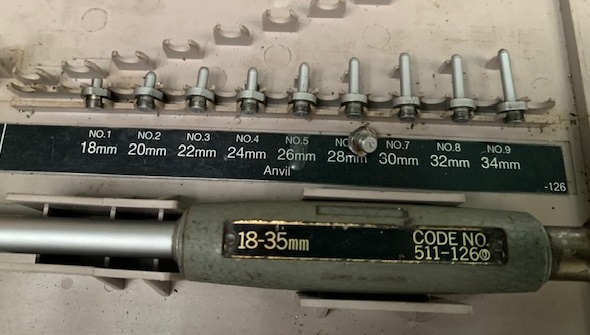 NO.1 NO.2 NO.3 NO.4 NO.5 NO.7 NO.8 NO.9
18mm 20mm 22mm 24mm 26mm 28mm 30mm 32mm 34mm
Anvil
-126
18-35mm
CODE NO.
511-126